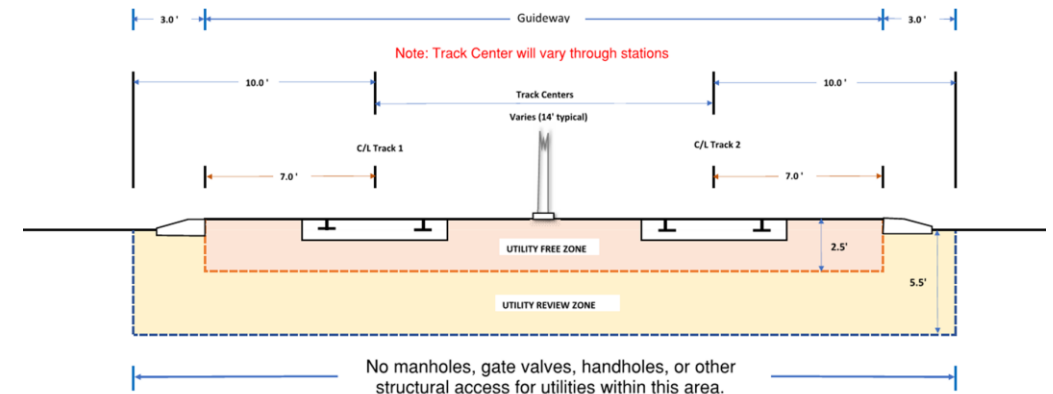 3.0 '
Guideway
3.0 '
Note: Track Center will vary through stations
10.0 '
10.0 '
Track Centers
Varies (14' typical)
C/L Track 1
C/L Track 2
7.0 '
7.0 '
2.5'
UTILITY FREE ZONE
5.5'
UTILITY REVIEW ZONE
No manholes, gate valves, handholes, or other
structural access for utilities within this area.